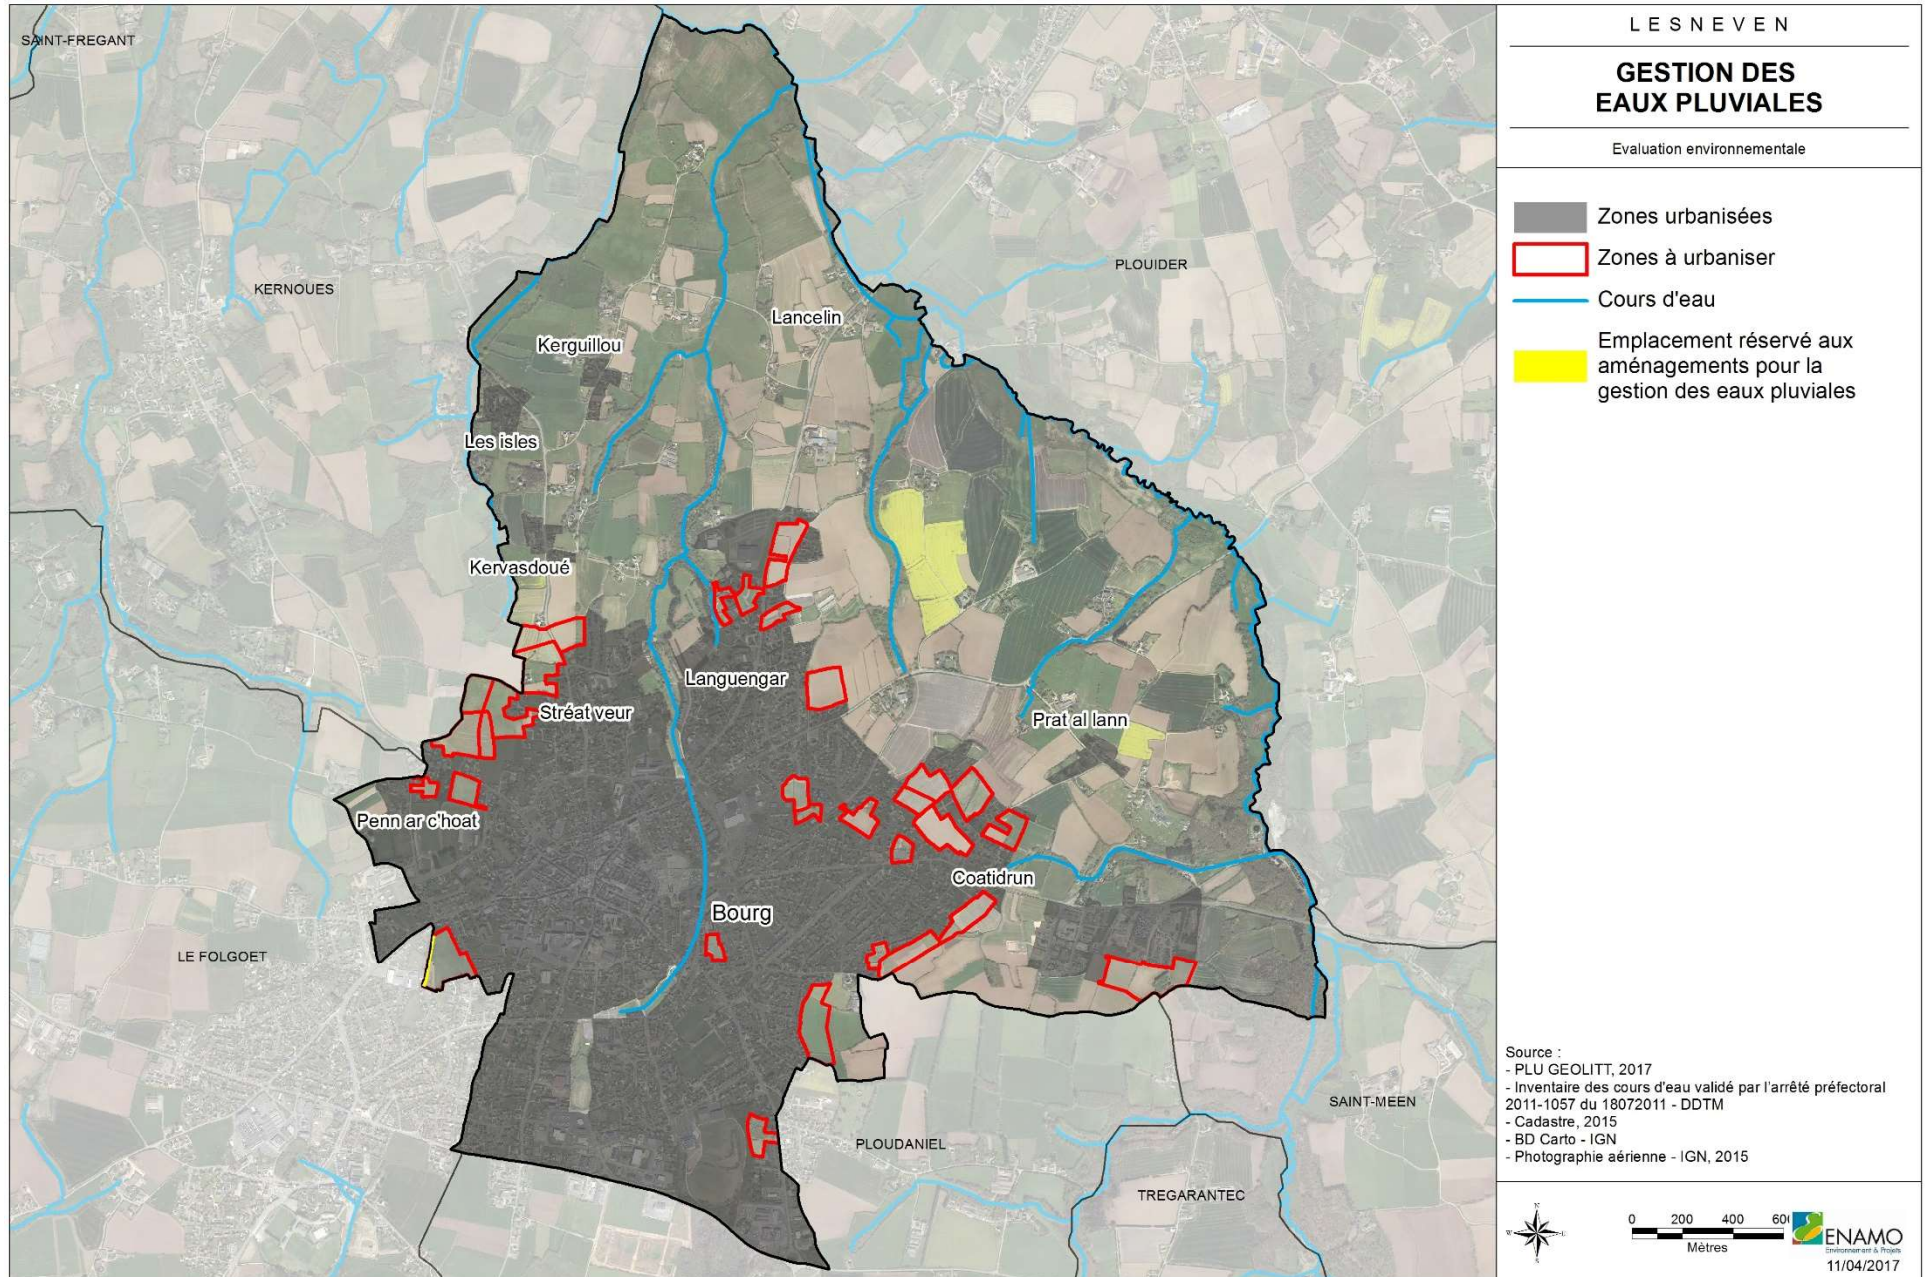 LESNEVEN
GESTION DES
EAUX PLUVIALES
Evaluation environnementale
Zones urbanisées
Zones à urbaniser
Cours d'eau
Emplacement réservé aux
aménagements pour la
gestion des eaux pluviales
SAINT-FREGANT
KERNOUES
PLOUIDER
Lancelin
Kerguillou
Les isles
Kervasdoué
Languengar
Stréat veur
Prat al lann
Penn ar c'hoat
Coatidrun
Bourg
LE FOLGOET
SAINT-MEEN
PLOUDANIEL
TREGARANTEC
Source :
- PLU GEOLITT, 2017
- Inventaire des cours d'eau validé par l'arrêté préfectoral
2011-1057 du 18072011 - DDTM
- Cadastre, 2015
- BD Carto - IGN
- Photographie aérienne - IGN, 2015
N
W E
S
0 200 400 60
Mètres
ENAMO
Environnement & Projets
11/04/2017